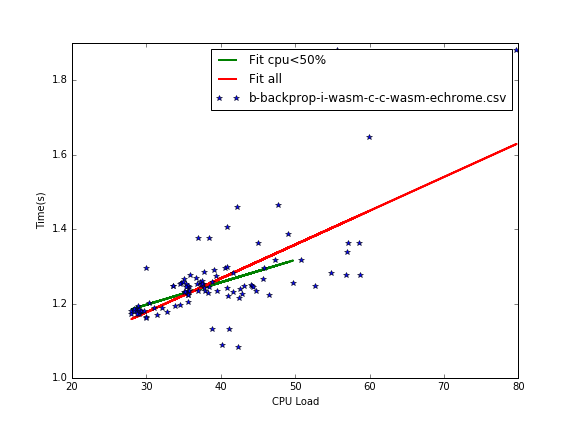 Fit cpu<50%
Fit all
b-backprop-i-wasm-c-c-wasm-echrome.csv
1.8
1.6
1.4
1.2
1.0
Time(s)
20 30 40 50 60 70 80
CPU Load